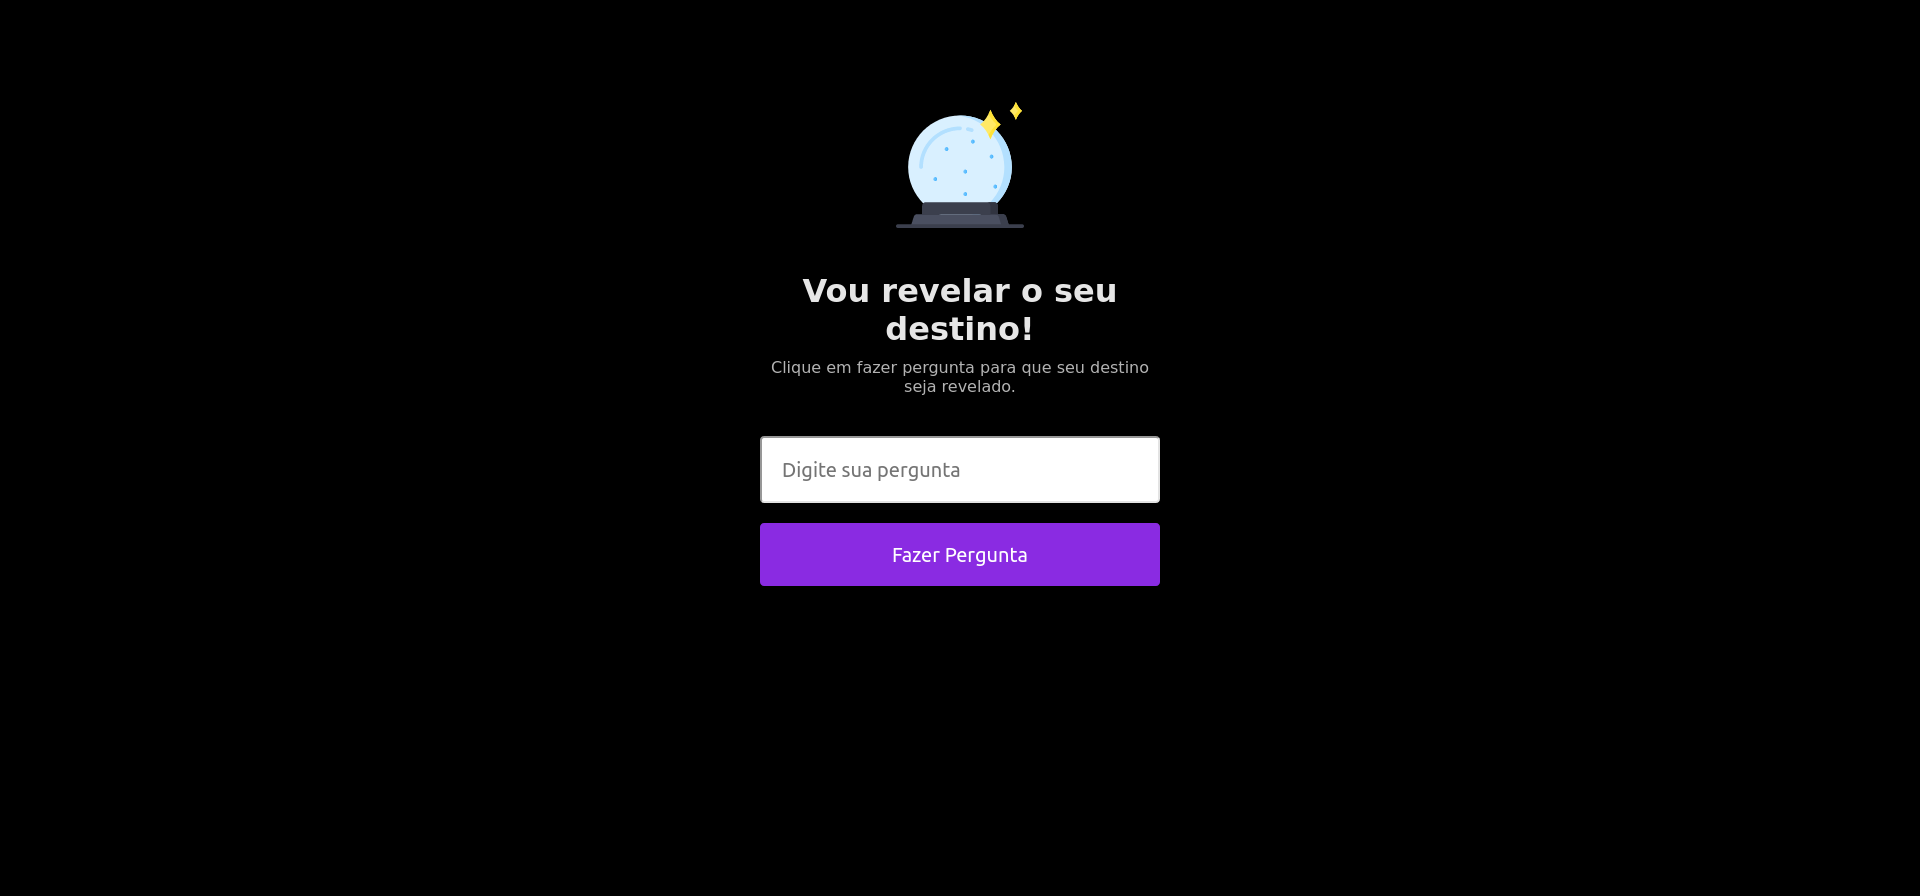 Vou revelar o seu
destino!
Clique em fazer pergunta para que seu destino
seja revelado.
Digite sua pergunta
Fazer Pergunta